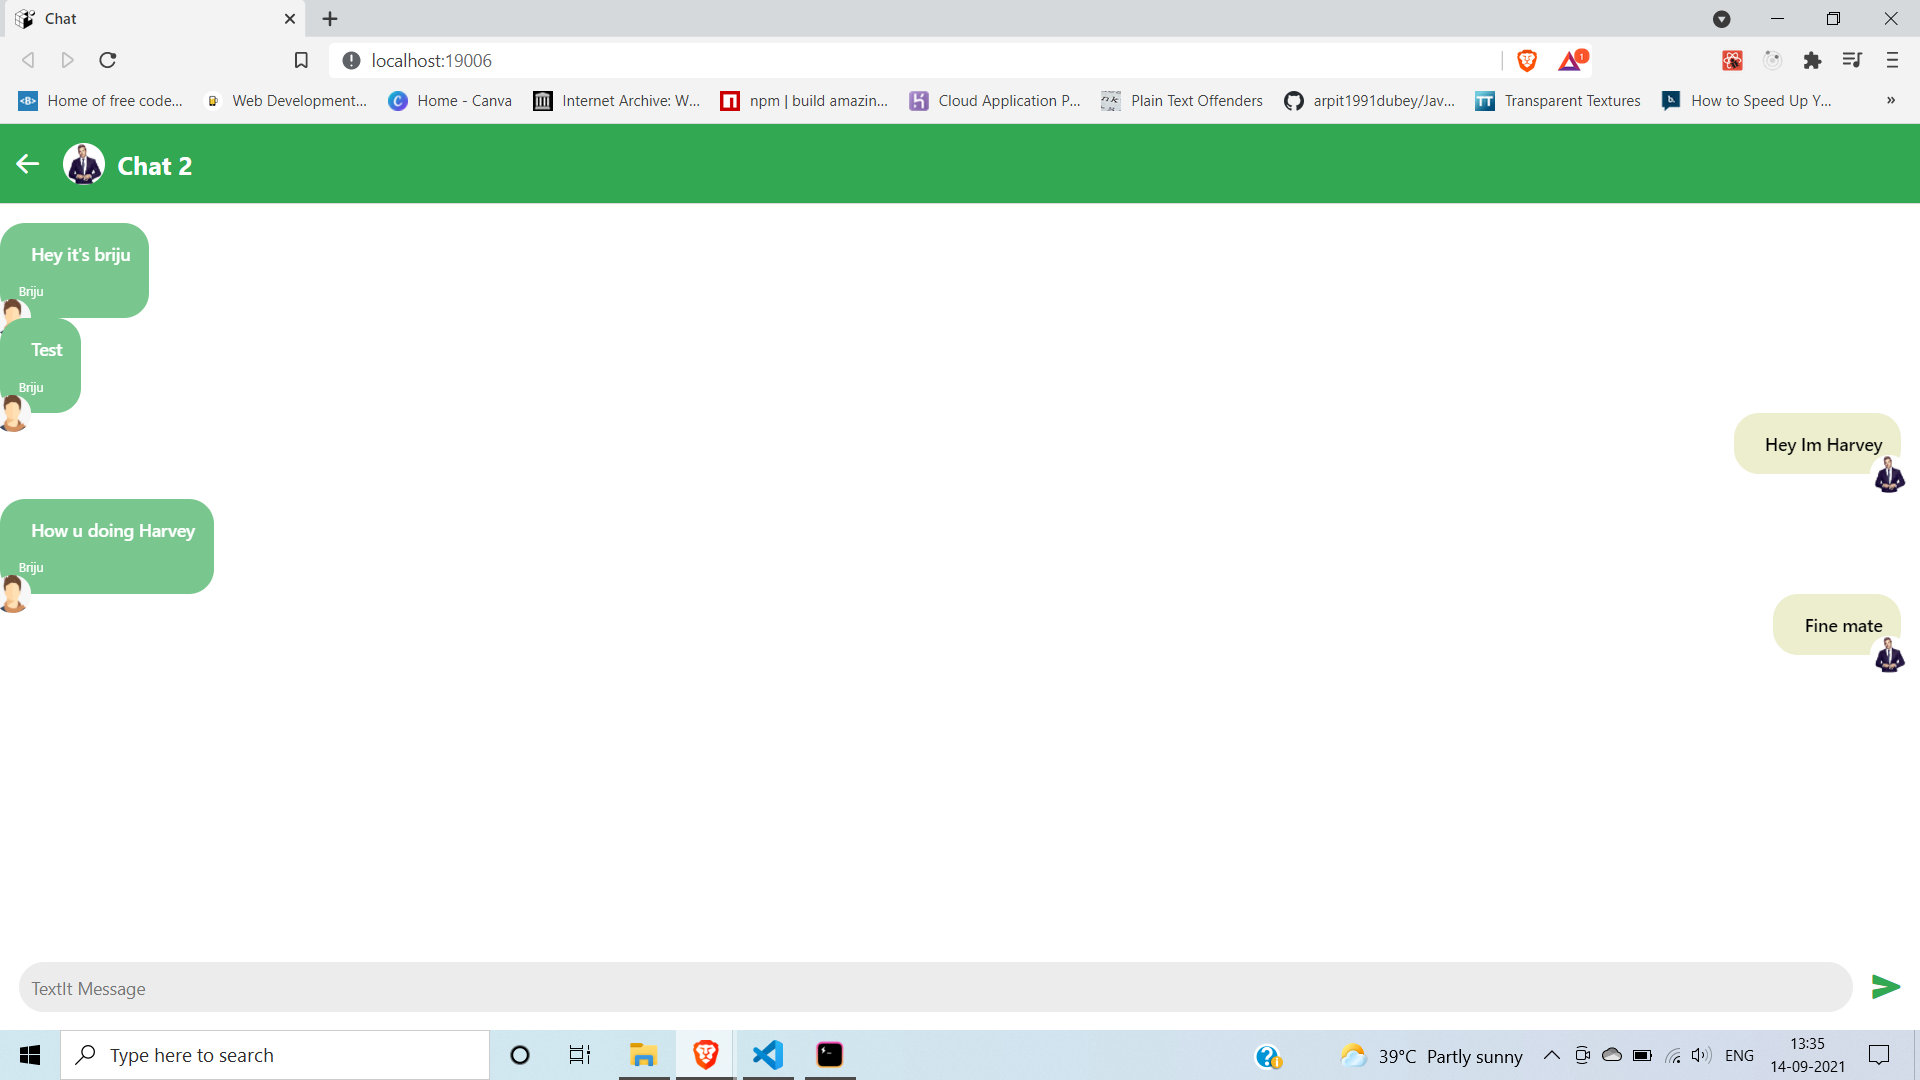 Chat
localhost:19006
1
Home of free code...
Web Development...
Home - Canva
Internet Archive: W...
npm | build amazin...
Cloud Application P...
Plain Text Offenders
arpit1991dubey/Jav...
TT
Transparent Textures
b.
How to Speed Up Y...
»
Chat 2
Hey it's briju
Briju
Test
Briju
Hey Im Harvey
How u doing Harvey
Briju
Fine mate
TextIt Message
Type here to search
39°C Partly sunny
ENG
13:35
14-09-2021